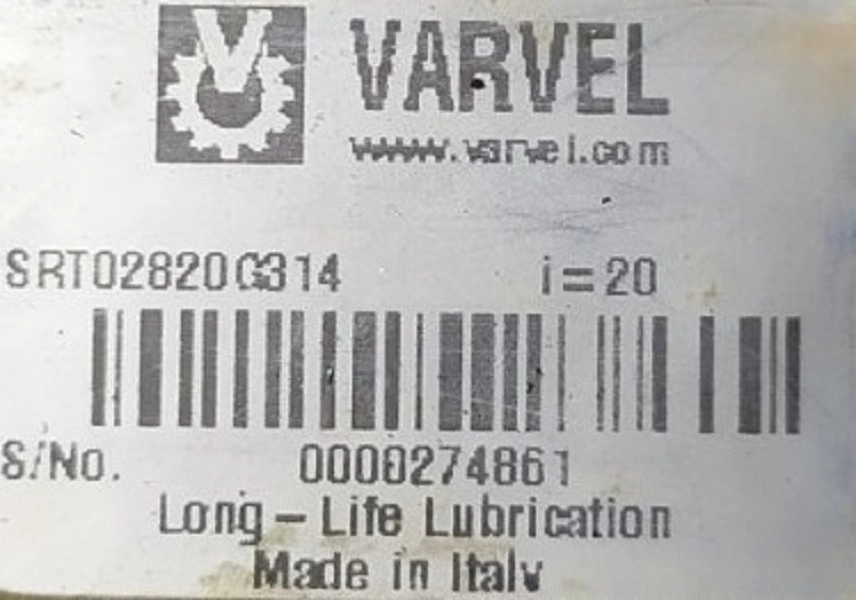 VARVEL
www.varvel.com
SRT02820G314 i=20
S/No. 0000274861
Long-Life Lubrication
Made in Italy